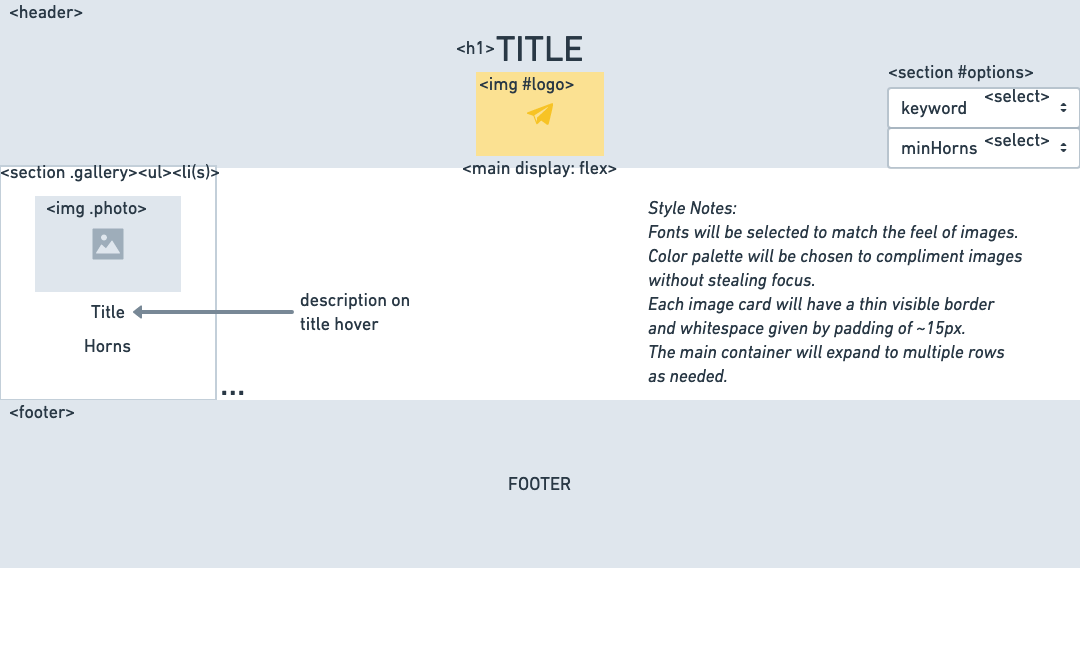 <header>
<h1>TITLE
<img #logo>
<section #options>
keyword <select>
minHorns <select>
<main display: flex>
<section .gallery><ul><li(s)>
<img .photo>
Title
Horns
description on
title hover
...
Style Notes:
Fonts will be selected to match the feel of images.
Color palette will be chosen to compliment images
without stealing focus.
Each image card will have a thin visible border
and whitespace given by padding of ~15px.
The main container will expand to multiple rows
as needed.
<footer>
FOOTER